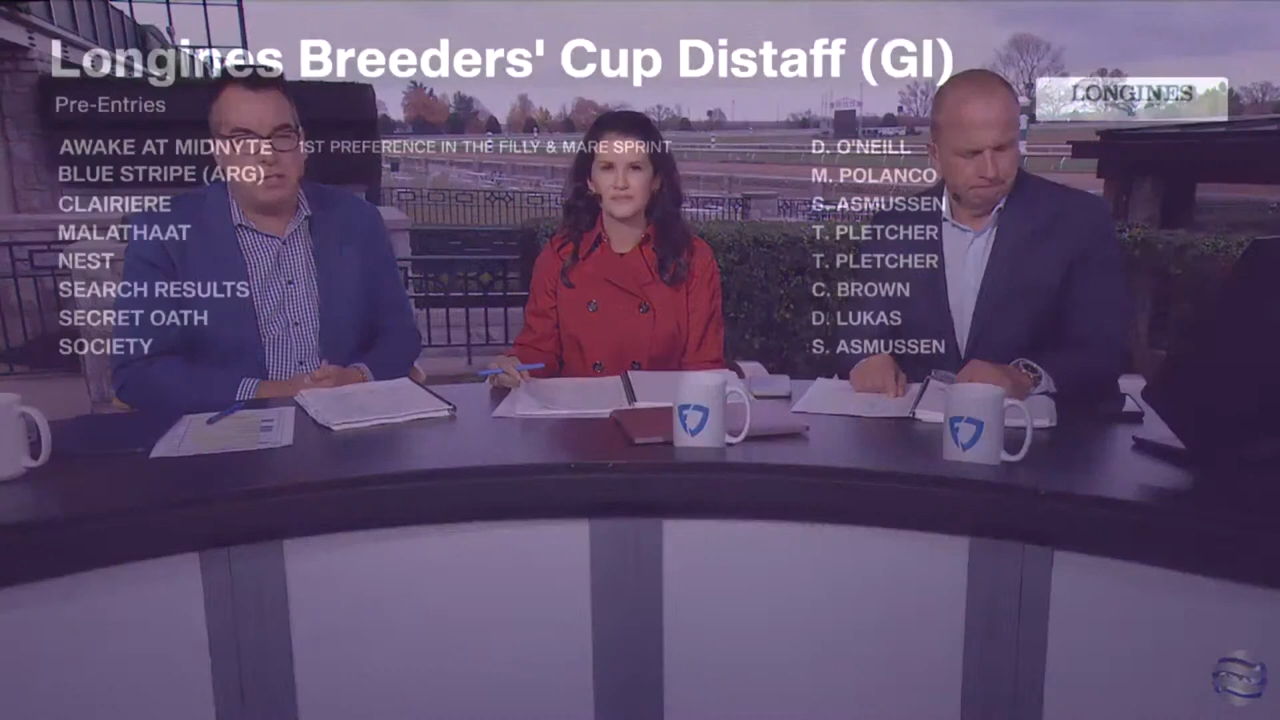 Longines Breeders' Cup Distaff (GI)
LONGINES
Pre-Entries
AWAKE AT MIDNYTE 1ST PREFERENCE IN THE FILLY & MARE SPRINT D. O'NEILL
BLUE STRIPE (ARG) M. POLANCO
CLAIRIERE S. ASMUSSEN
MALATHAAT T. PLETCHER
NEST T. PLETCHER
SEARCH RESULTS C. BROWN
SECRET OATH D. LUKAS
SOCIETY S. ASMUSSEN